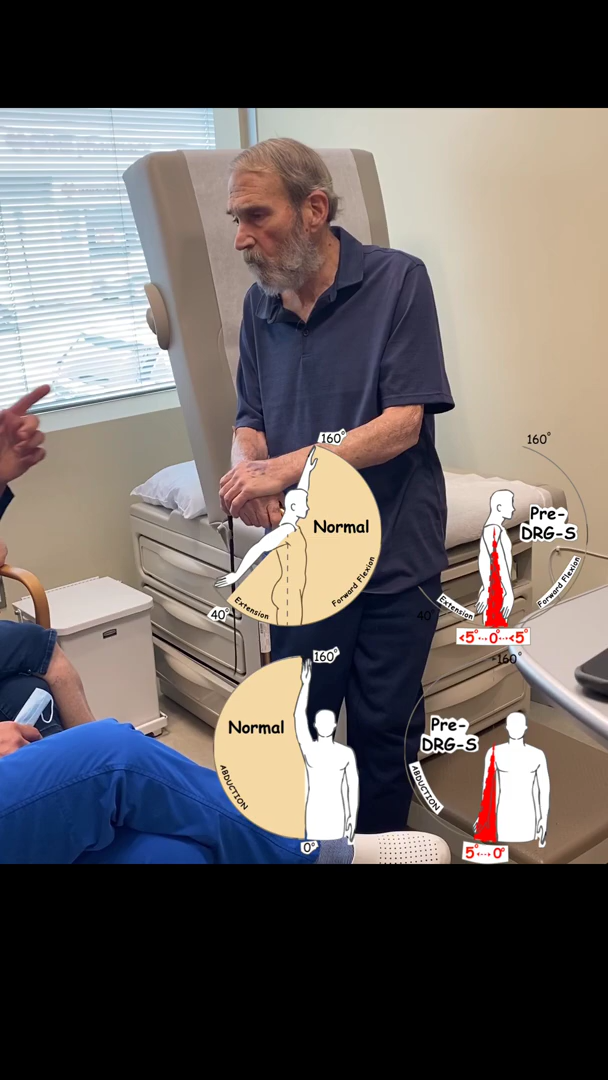 160°
Normal
40°
Extension
Forward Flexion
160°
Pre-
DRG-S
40°
Extension
Forward Flexion
<5°↔0°↔<5°
160°
Normal
ABDUCTION
0°
160°
Pre-
DRG-S
ABDUCTION
5°↔0°